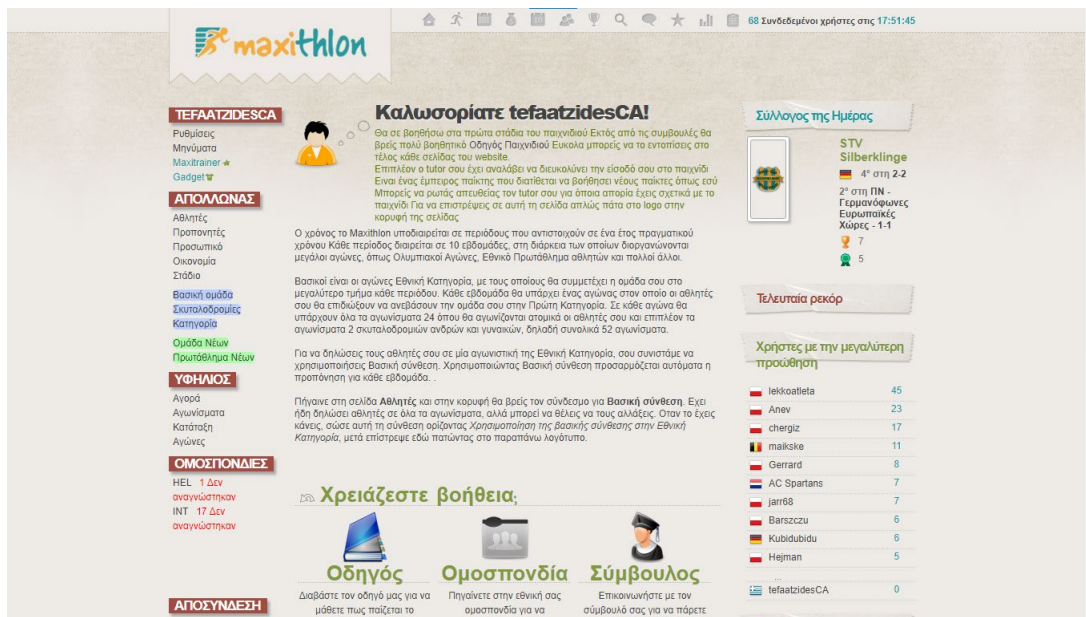 68 Συνδεδεμένοι χρήστες στις 17:51:45
maxithlon
TEFAATZIDESCA
Ρυθμίσεις
Μηνύματα
Maxitrainer
Gadget
ΑΠΟΛΛΩΝΑΣ
Αθλητές
Προπονητές
Προσωπικό
Οικονομία
Στάδιο
Βασική ομάδα
Σκυταλοδρομίες
Κατηγορία
Ομάδα Νέων
Πρωτάθλημα Νέων
ΥΦΗΛΙΟΣ
Αγορά
Αγωνίσματα
Κατάταξη
Αγώνες
ΟΜΟΣΠΟΝΔΙΕΣ
HEL 1 Δεν
αναγνώστηκαν
INT 17 Δεν
αναγνώστηκαν
ΑΠΟΣΥΝΔΕΣΗ
Καλωσορίατε tefaatzidesCA!
Θα σε βοηθήσω στα πρώτα στάδια του παιχνιδιού Εκτός από τις συμβουλές θα
βρείς πολύ βοηθητικό Οδηγός Παιχνιδιού Ευκολα μπορείς να το εντοπίσεις στο
τέλος κάθε σελίδας του website.
Επιπλέον ο tutor σου έχει αναλάβει να διευκολύνει την είσοδό σου στο παιχνίδι
Ειναι ένας έμπειρος παίκτης που διατίθεται να βοηθήσει νέους παίκτες όπως εσύ
Μπορείς να ρωτάς απευθείας τον tutor σου για όποια απορία έχεις σχετικά με το
παιχνίδι Για να επιστρέψεις σε αυτή τη σελίδα απλώς πάτα στο logo στην
κορυφή της σελίδας
Ο χρόνος το Maxithlon υποδιαιρείται σε περιόδους που αντιστοιχούν σε ένα έτος πραγματικού
χρόνου Κάθε περίοδος διαιρείται σε 10 εβδομάδες, στη διάρκεια των οποίων διοργανώνονται
μεγάλοι αγώνες, όπως Ολυμπιακοί Αγώνες, Εθνικό Πρωτάθλημα αθλητών και πολλοί άλλοι.
Βασικοί είναι οι αγώνες Εθνική Κατηγορία, με τους οποίους θα συμμετέχει η ομάδα σου στο
μεγαλύτερο τμήμα κάθε περιόδου. Κάθε εβδομάδα θα υπάρχει ένας αγώνας στον οποίο οι αθλητές
σου θα επιδιώξουν να ανεβάσουν την ομάδα σου στην Πρώτη Κατηγορία. Σε κάθε αγώνα θα
υπάρχουν όλα τα αγωνίσματα 24 όπου θα αγωνίζονται ατομικά οι αθλητές σου και επιπλέον τα
αγωνίσματα 2 σκυταλοδρομιών ανδρών και γυναικών, δηλαδή συνολικά 52 αγωνίσματα.
Για να δηλώσεις τους αθλητές σου σε μία αγωνιστική της Εθνική Κατηγορία, σου συνιστάμε να
χρησιμοποιήσεις Βασική σύνθεση. Χρησιμοποιώντας Βασική σύνθεση προσαρμόζεται αυτόματα η
προπόνηση για κάθε εβδομάδα. .
Πήγαινε στη σελίδα Αθλητές και στην κορυφή θα βρείς τον σύνδεσμο για Βασική σύνθεση. Εχει
ήδη δηλώσει αθλητές σε όλα τα αγωνίσματα, αλλά μπορεί να θέλεις να τους αλλάξεις. Οταν το έχεις
κάνεις, σώσε αυτή τη σύνθεση ορίζοντας Χρησιμοποίηση της βασικής σύνθεσης στην Εθνική
Κατηγορία, μετά επίστρεψε εδώ πατώντας στο παραπάνω λογότυπο.
Χρειάζεστε βοήθεια;
Οδηγός Ομοσπονδία Σύμβουλος
Διαβάστε τον οδηγό μας για να Πηγαίνετε στην εθνική σας Επικοινωνήστε με τον
μάθετε πως παίζεται το ομοσπονδία για να σύμβουλό σας για να πάρετε
Σύλλογος της Ημέρας
STV
Silberklinge
4° στη 2-2
2° στη ΠΝ -
Γερμανόφωνες
Ευρωπαϊκές
Χώρες - 1-1
7
5
Τελευταία ρεκόρ
Χρήστες με την μεγαλύτερη
προώθηση
lekkoatleta 45
Anev 23
chergiz 17
maikske 11
Gerrard 8
AC Spartans 7
jarr68 7
Barszczu 6
Kubidubidu 6
Hejman 5
...
tefaatzidesCA 0